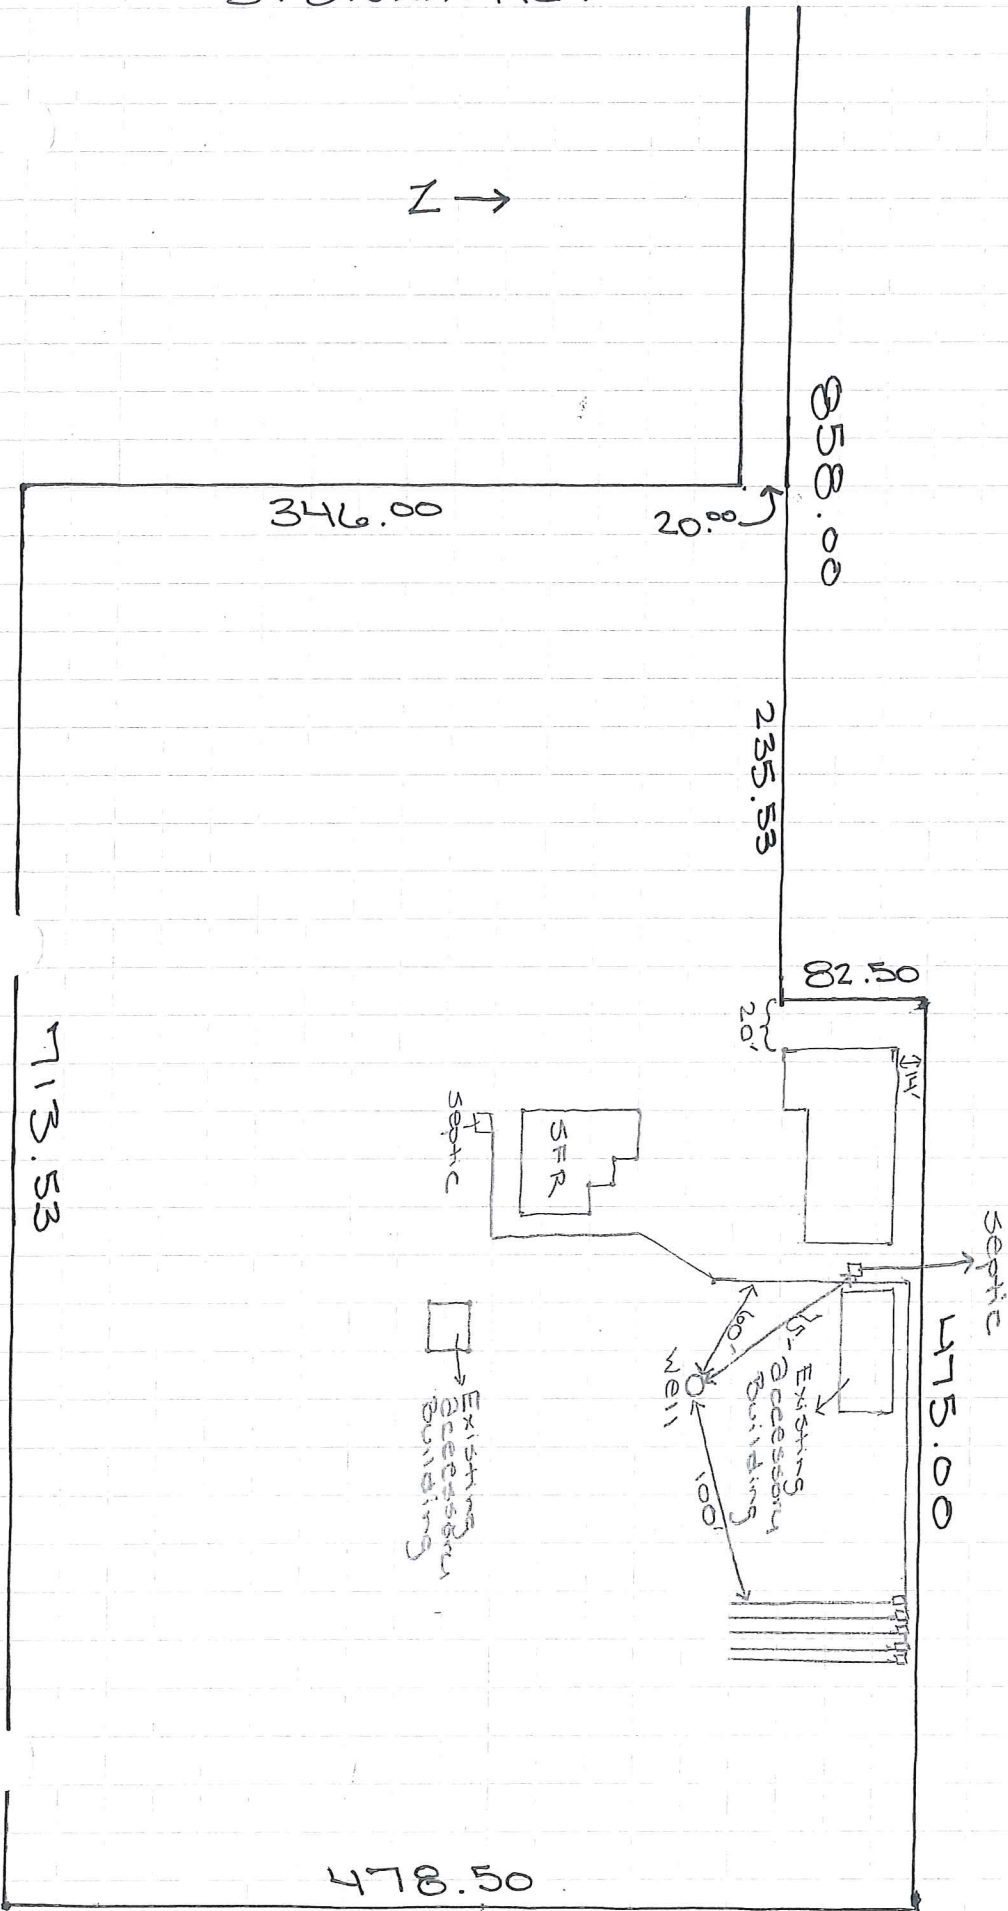 N
858.00
346.00
20.00
235.53
82.50
20'
14'
713.53
Septic
SFR
Septic
475.00
60'
Well
Existing
accessory
Building
100'
Existing
accessory
Building
478.50